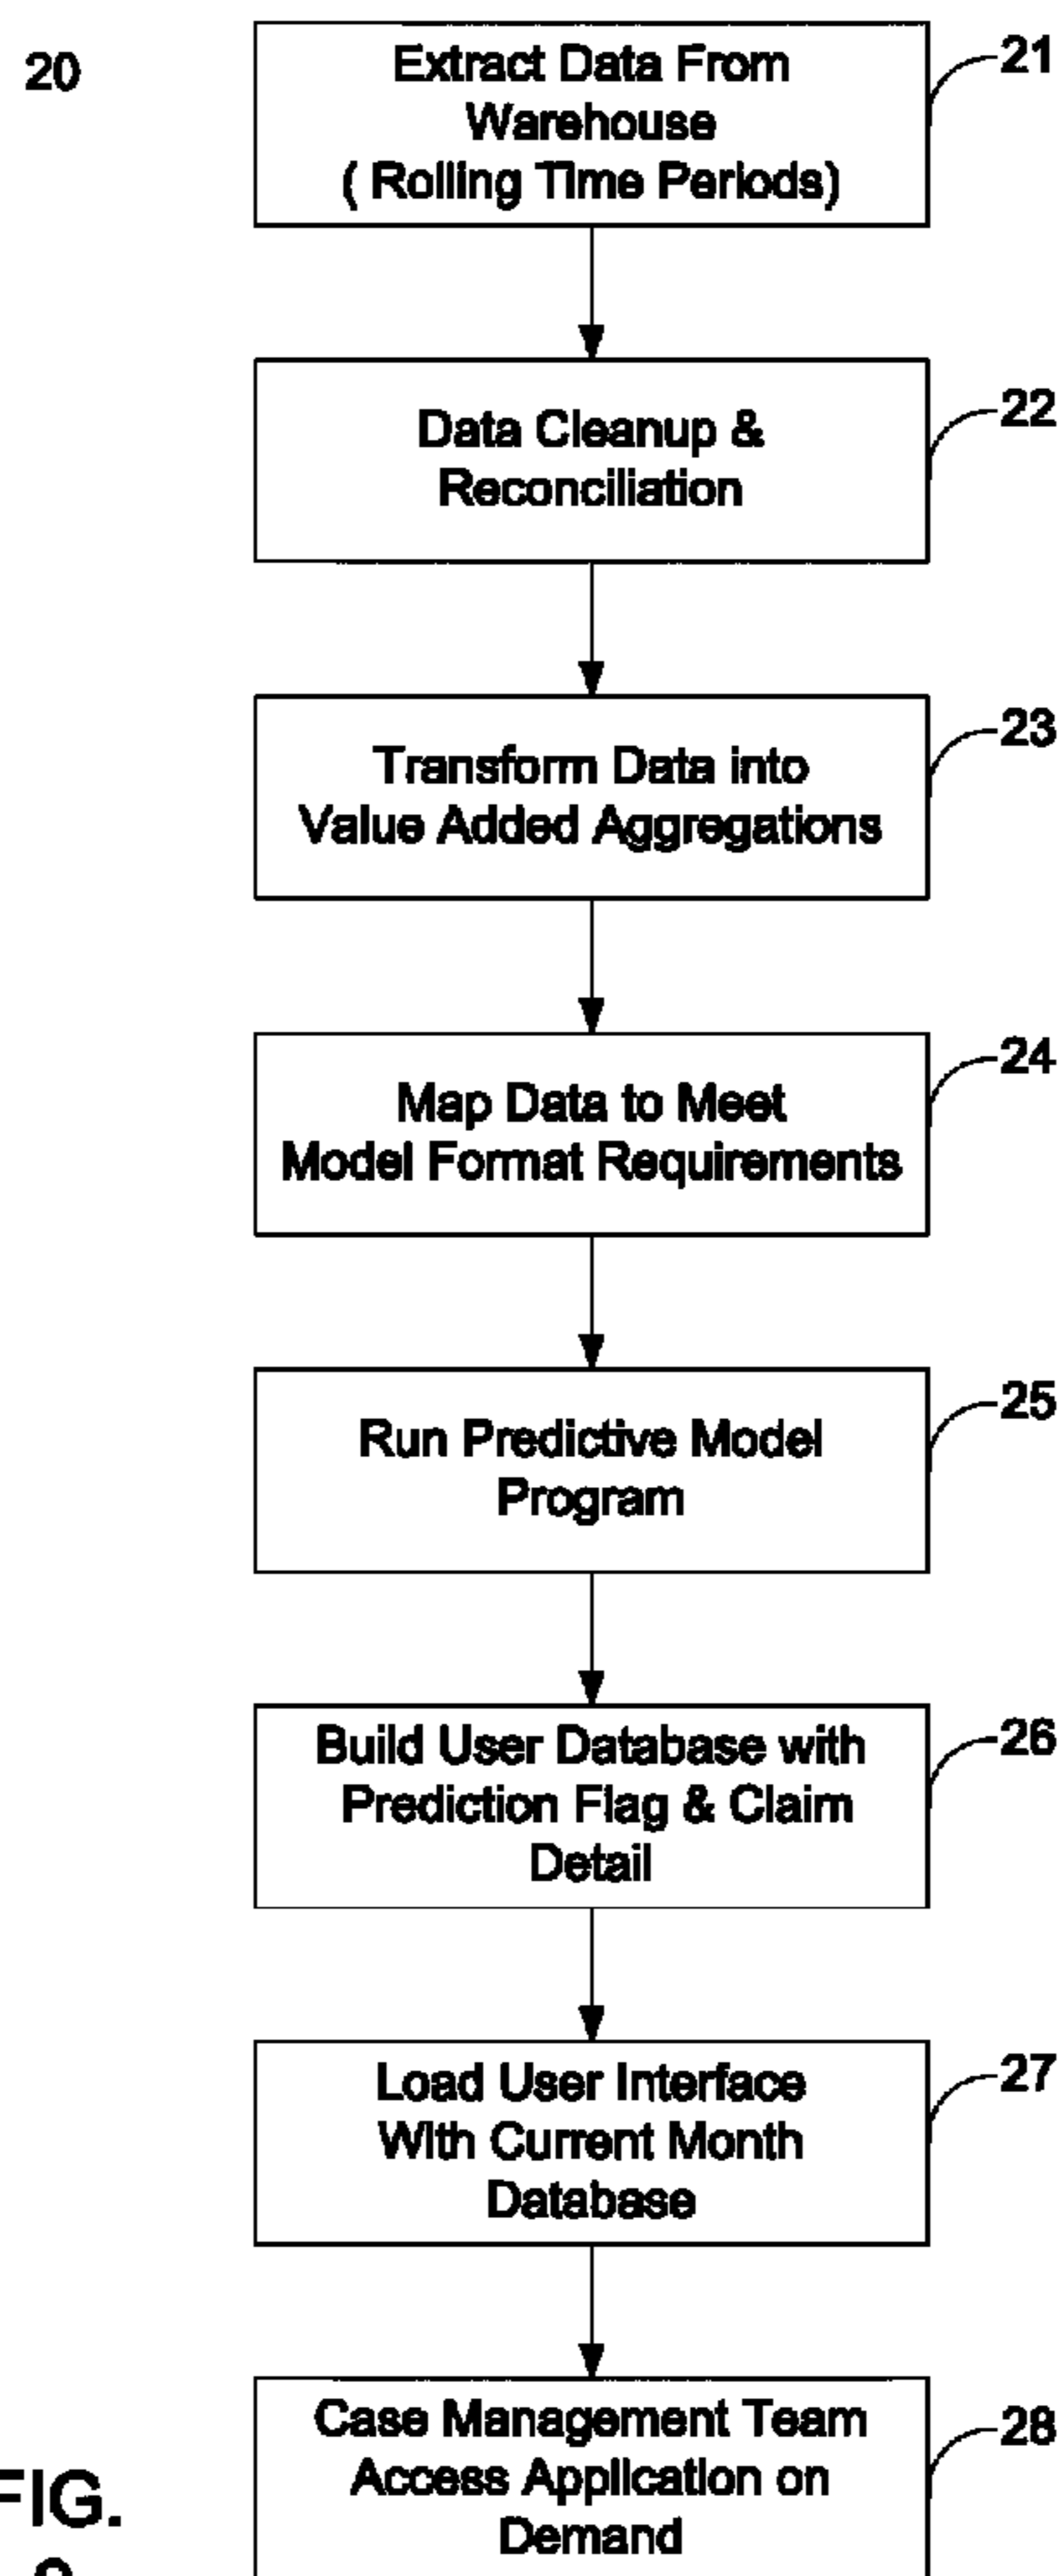 20
Extract Data From
Warehouse
( Rolling Time Periods)
21
Data Cleanup &
Reconciliation
22
Transform Data into
Value Added Aggregations
23
Map Data to Meet
Model Format Requirements
24
Run Predictive Model
Program
25
Build User Database with
Prediction Flag & Claim
Detail
26
Load User Interface
With Current Month
Database
27
Case Management Team
Access Application on
Demand
28
FIG.